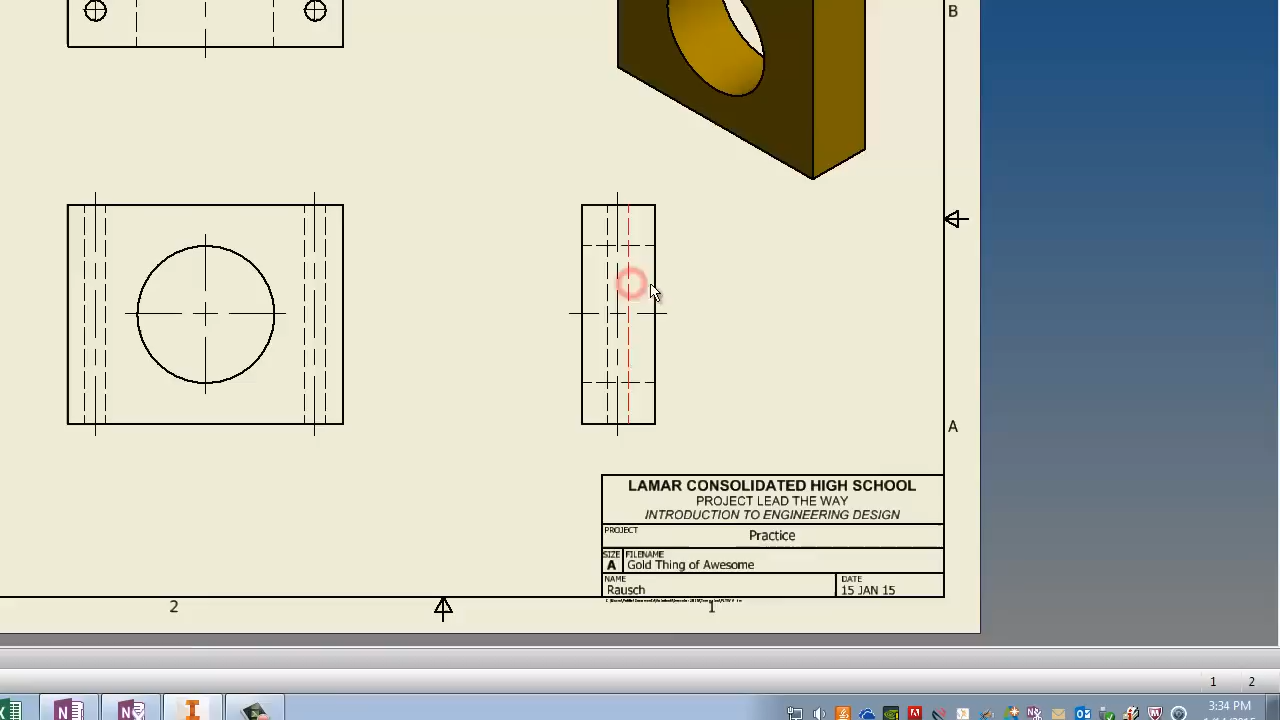 B
A
LAMAR CONSOLIDATED HIGH SCHOOL
PROJECT LEAD THE WAY
INTRODUCTION TO ENGINEERING DESIGN
PROJECT
Practice
SIZE FILENAME
A Gold Thing of Awesome
NAME DATE
Rausch 15 JAN 15
2 1
1 2
3:34 PM